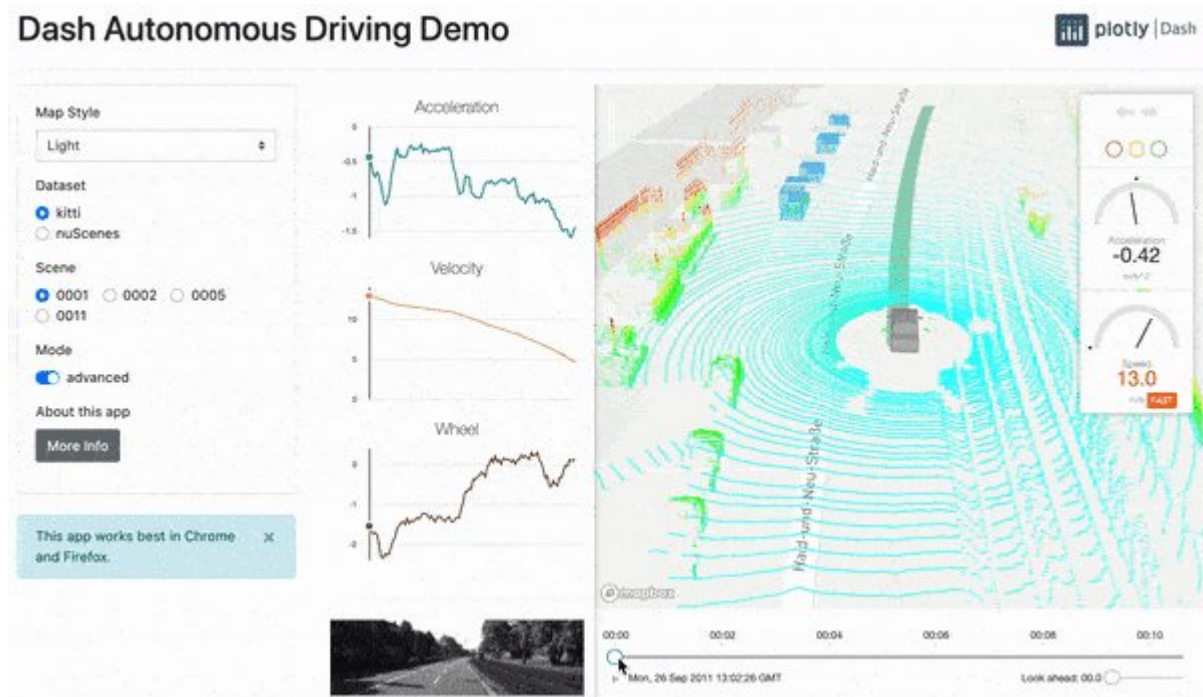 Dash Autonomous Driving Demo
plotly | Dash
Map Style
Light
Dataset
kitti
nuScenes
Scene
0001
0002
0005
0011
Mode
advanced
About this app
More Info
This app works best in Chrome
and Firefox.
Acceleration
0
-0.5
-1
-1.5
Velocity
10
5
0
Wheel
0
-1
-2
Haid-und-Neu-Straße
Haid-und-Neu-Straße
Haid-und-Neu-Straße
mapbox
Acceleration
-0.42
m/s^2
Speed
13.0
m/s FAST
00:00 00:02 00:04 00:06 00:08 00:10
Mon, 26 Sep 2011 13:02:26 GMT
Look ahead: 00.0